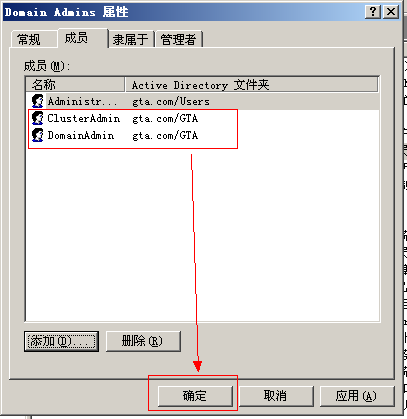 Domain Admins 属性
常规 成员 隶属于 管理者
成员(M):
名称 Active Directory 文件夹
Administr... gta.com/Users
ClusterAdmin gta.com/GTA
DomainAdmin gta.com/GTA
添加(D)... 删除(R)
确定 取消 应用(A)